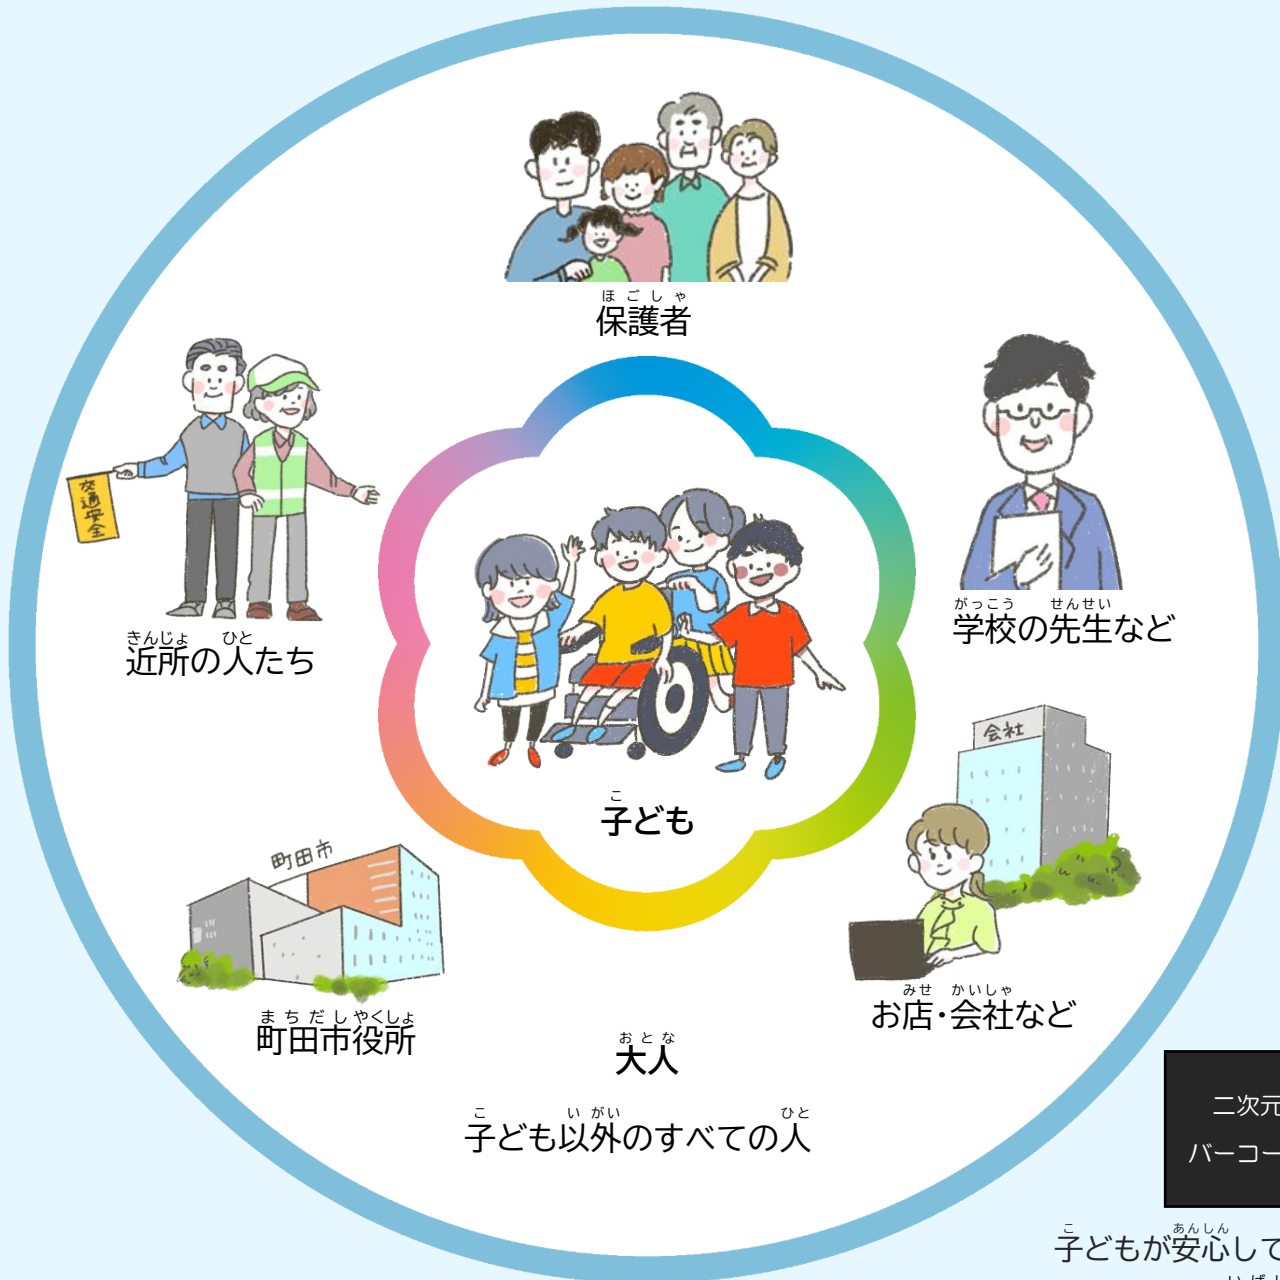 ほごしゃ
保護者
交通安全
きんじょ ひと
近所の人たち
がっこう せんせい
学校の先生など
会社
こ
子ども
町田市
まちだしやくしょ
町田市役所
みせ かいしゃ
お店・会社など
おとな
大人
こ いがい ひと
子ども以外のすべての人
二次元
バーコー
こ あんしん
子どもが安心して